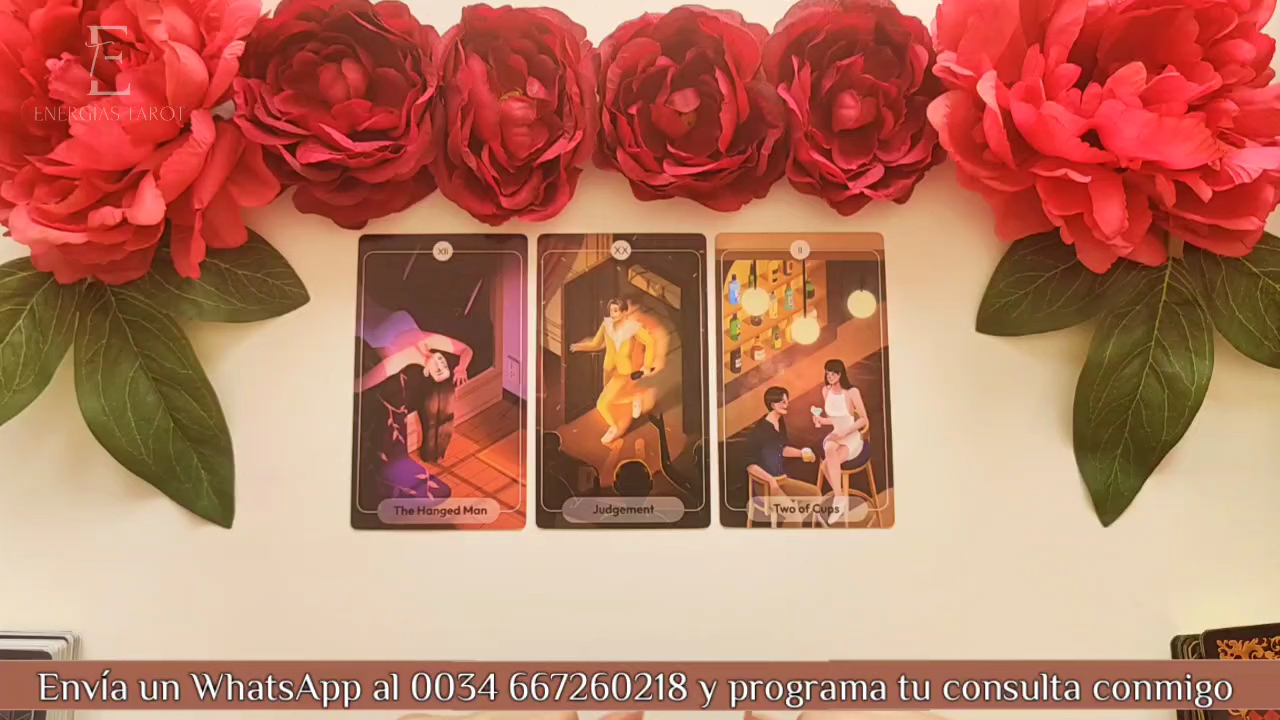 E
ENERGÍAS TAROT
XII
XX
II
The Hanged Man
Judgement
Two of Cups
Envía un WhatsApp al 0034 667260218 y programa tu consulta conmigo